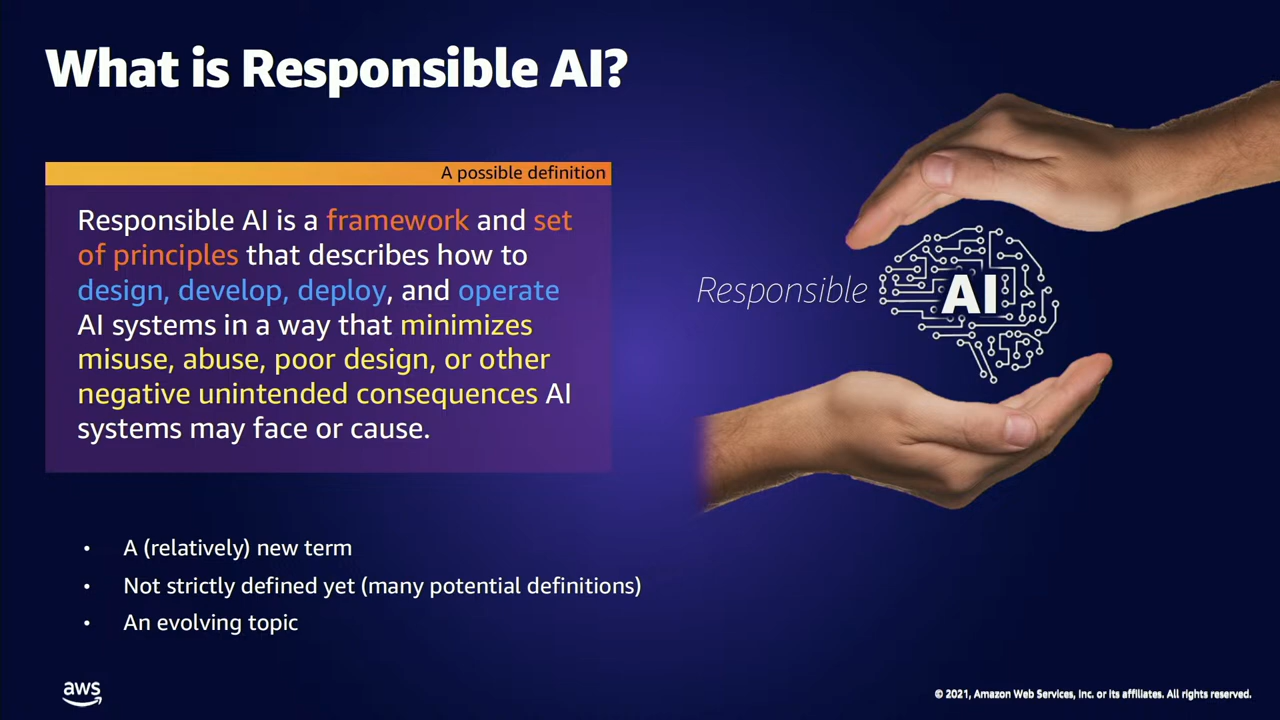 What is Responsible AI?
A possible definition
Responsible AI is a framework and set
of principles that describes how to
design, develop, deploy, and operate
AI systems in a way that minimizes
misuse, abuse, poor design, or other
negative unintended consequences AI
systems may face or cause.
Responsible
AI
• A (relatively) new term
• Not strictly defined yet (many potential definitions)
• An evolving topic
aws
© 2021, Amazon Web Services, Inc. or its affiliates. All rights reserved.